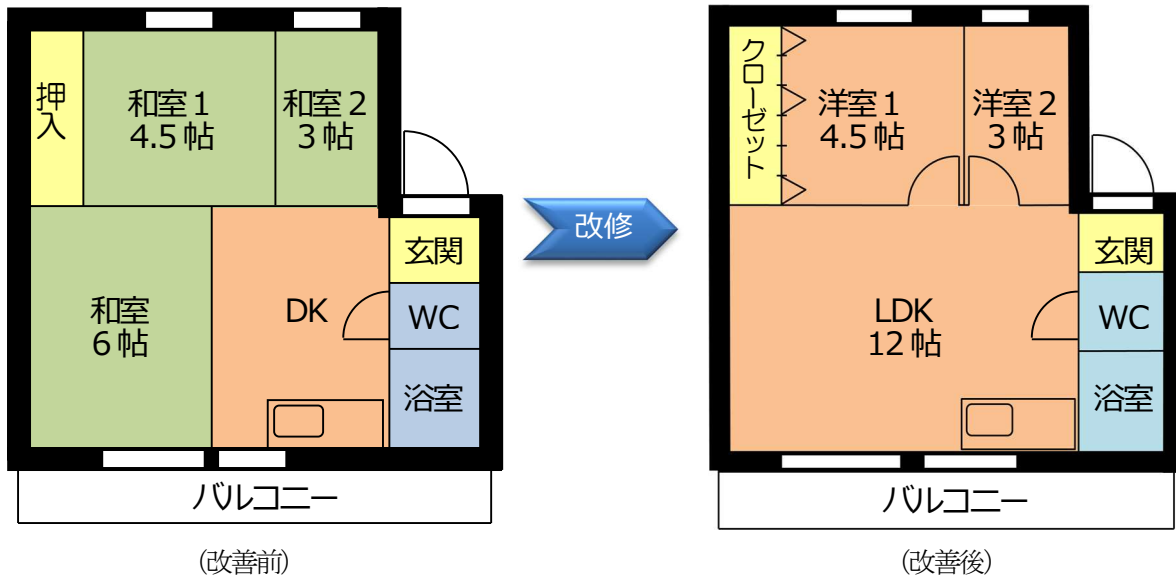 押入
和室１
4.5帖
和室２
3帖
玄関
和室
6帖
DK
WC
浴室
バルコニー
(改善前)
改修
クローゼット
洋室１
4.5帖
洋室２
3帖
玄関
LDK
12帖
WC
浴室
バルコニー
(改善後)